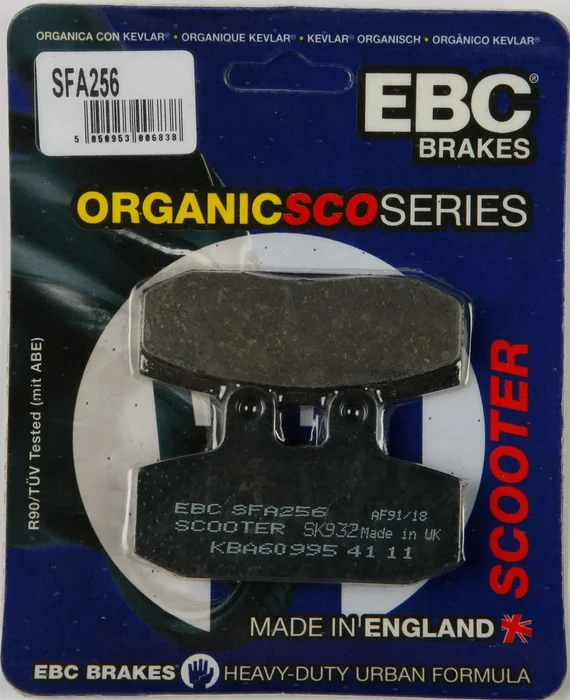 ORGANICA CON KEVLAR® • ORGANIQUE KEVLAR® • KEVLAR® ORGANISCH • ORGÂNICO KEVLAR®
SFA256
5 050953 006838
EBC®
BRAKES
ORGANICSCOSERIES
R90/TÜV Tested (mit ABE)
SCOOTER
EBC SFA256 AF91/18
SCOOTER SK932 Made in UK
KBA60995 41 11
MADE IN ENGLAND
EBC BRAKES HEAVY-DUTY URBAN FORMULA